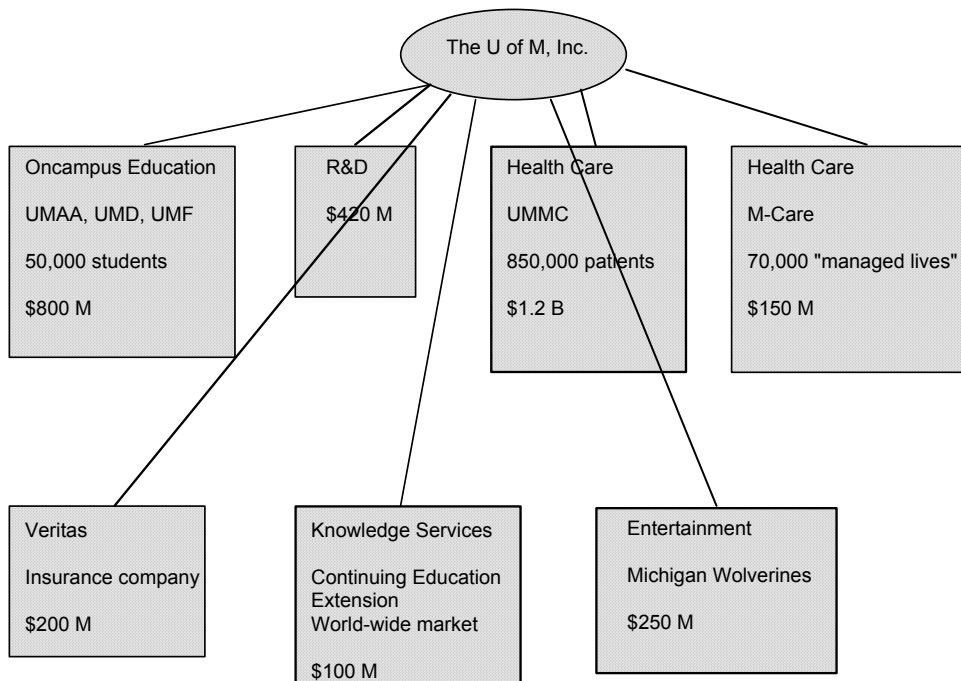 The U of M, Inc.
Oncampus Education
UMAA, UMD, UMF
50,000 students
$800 M
R&D
$420 M
Health Care
UMMC
850,000 patients
$1.2 B
Health Care
M-Care
70,000 "managed lives"
$150 M
Veritas
Insurance company
$200 M
Knowledge Services
Continuing Education
Extension
World-wide market
$100 M
Entertainment
Michigan Wolverines
$250 M